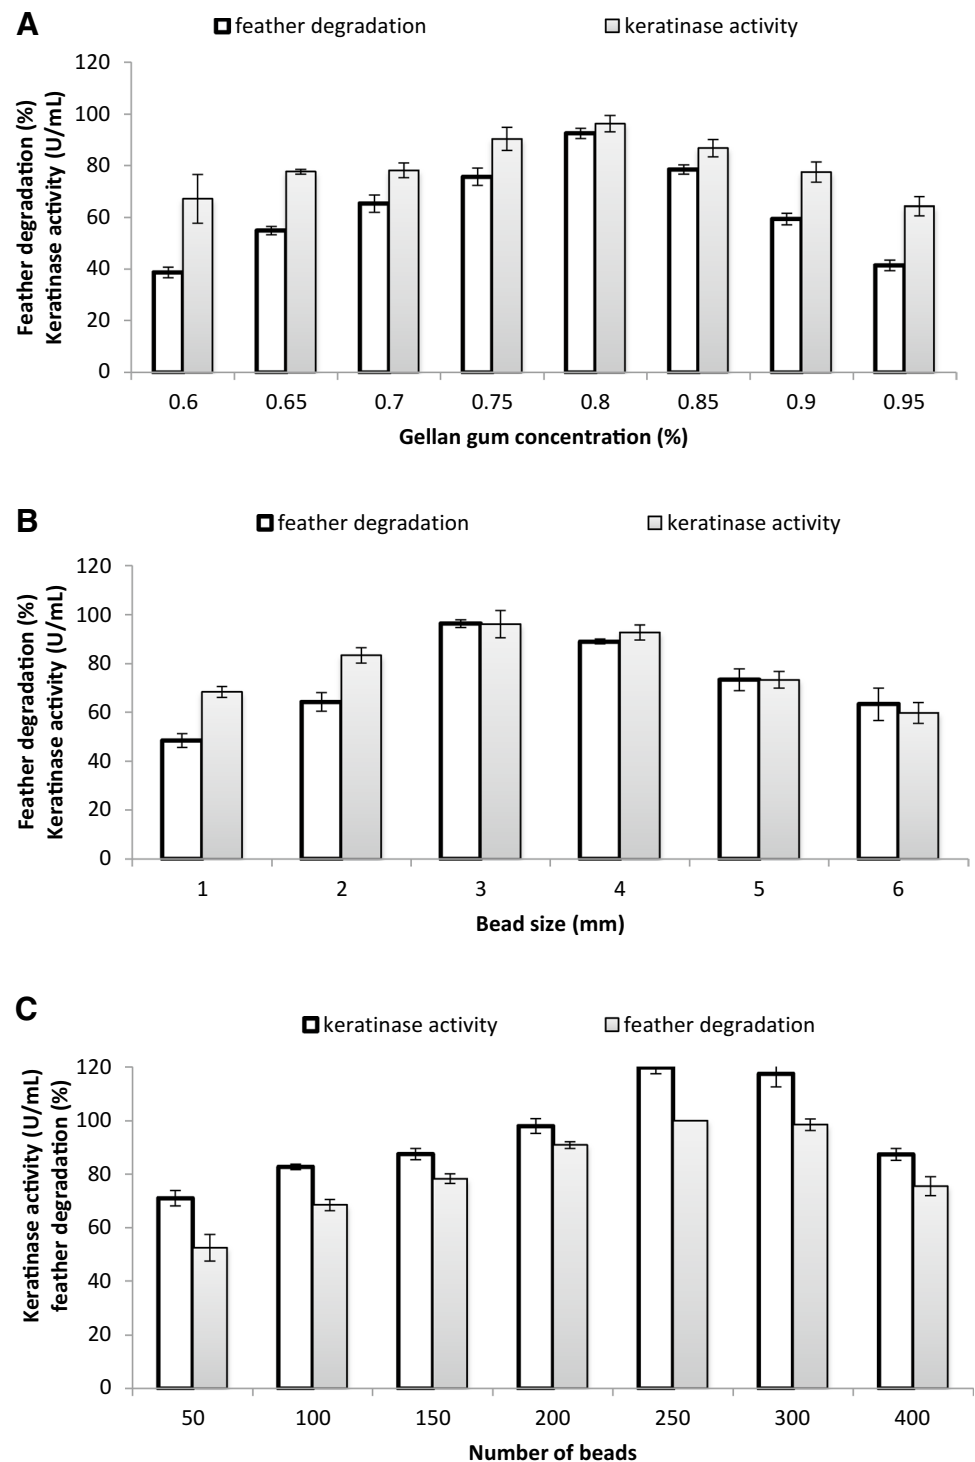 A
feather degradation
keratinase activity
Feather degradation (%)
Keratinase activity (U/mL)
120
100
80
60
40
20
0
0.6 0.65 0.7 0.75 0.8 0.85 0.9 0.95
Gellan gum concentration (%)
B
feather degradation
keratinase activity
Feather degradation (%)
Keratinase activity (U/mL)
120
100
80
60
40
20
0
1 2 3 4 5 6
Bead size (mm)
C
keratinase activity
feather degradation
Keratinase activity (U/mL)
feather degradation (%)
120
100
80
60
40
20
0
50 100 150 200 250 300 400
Number of beads